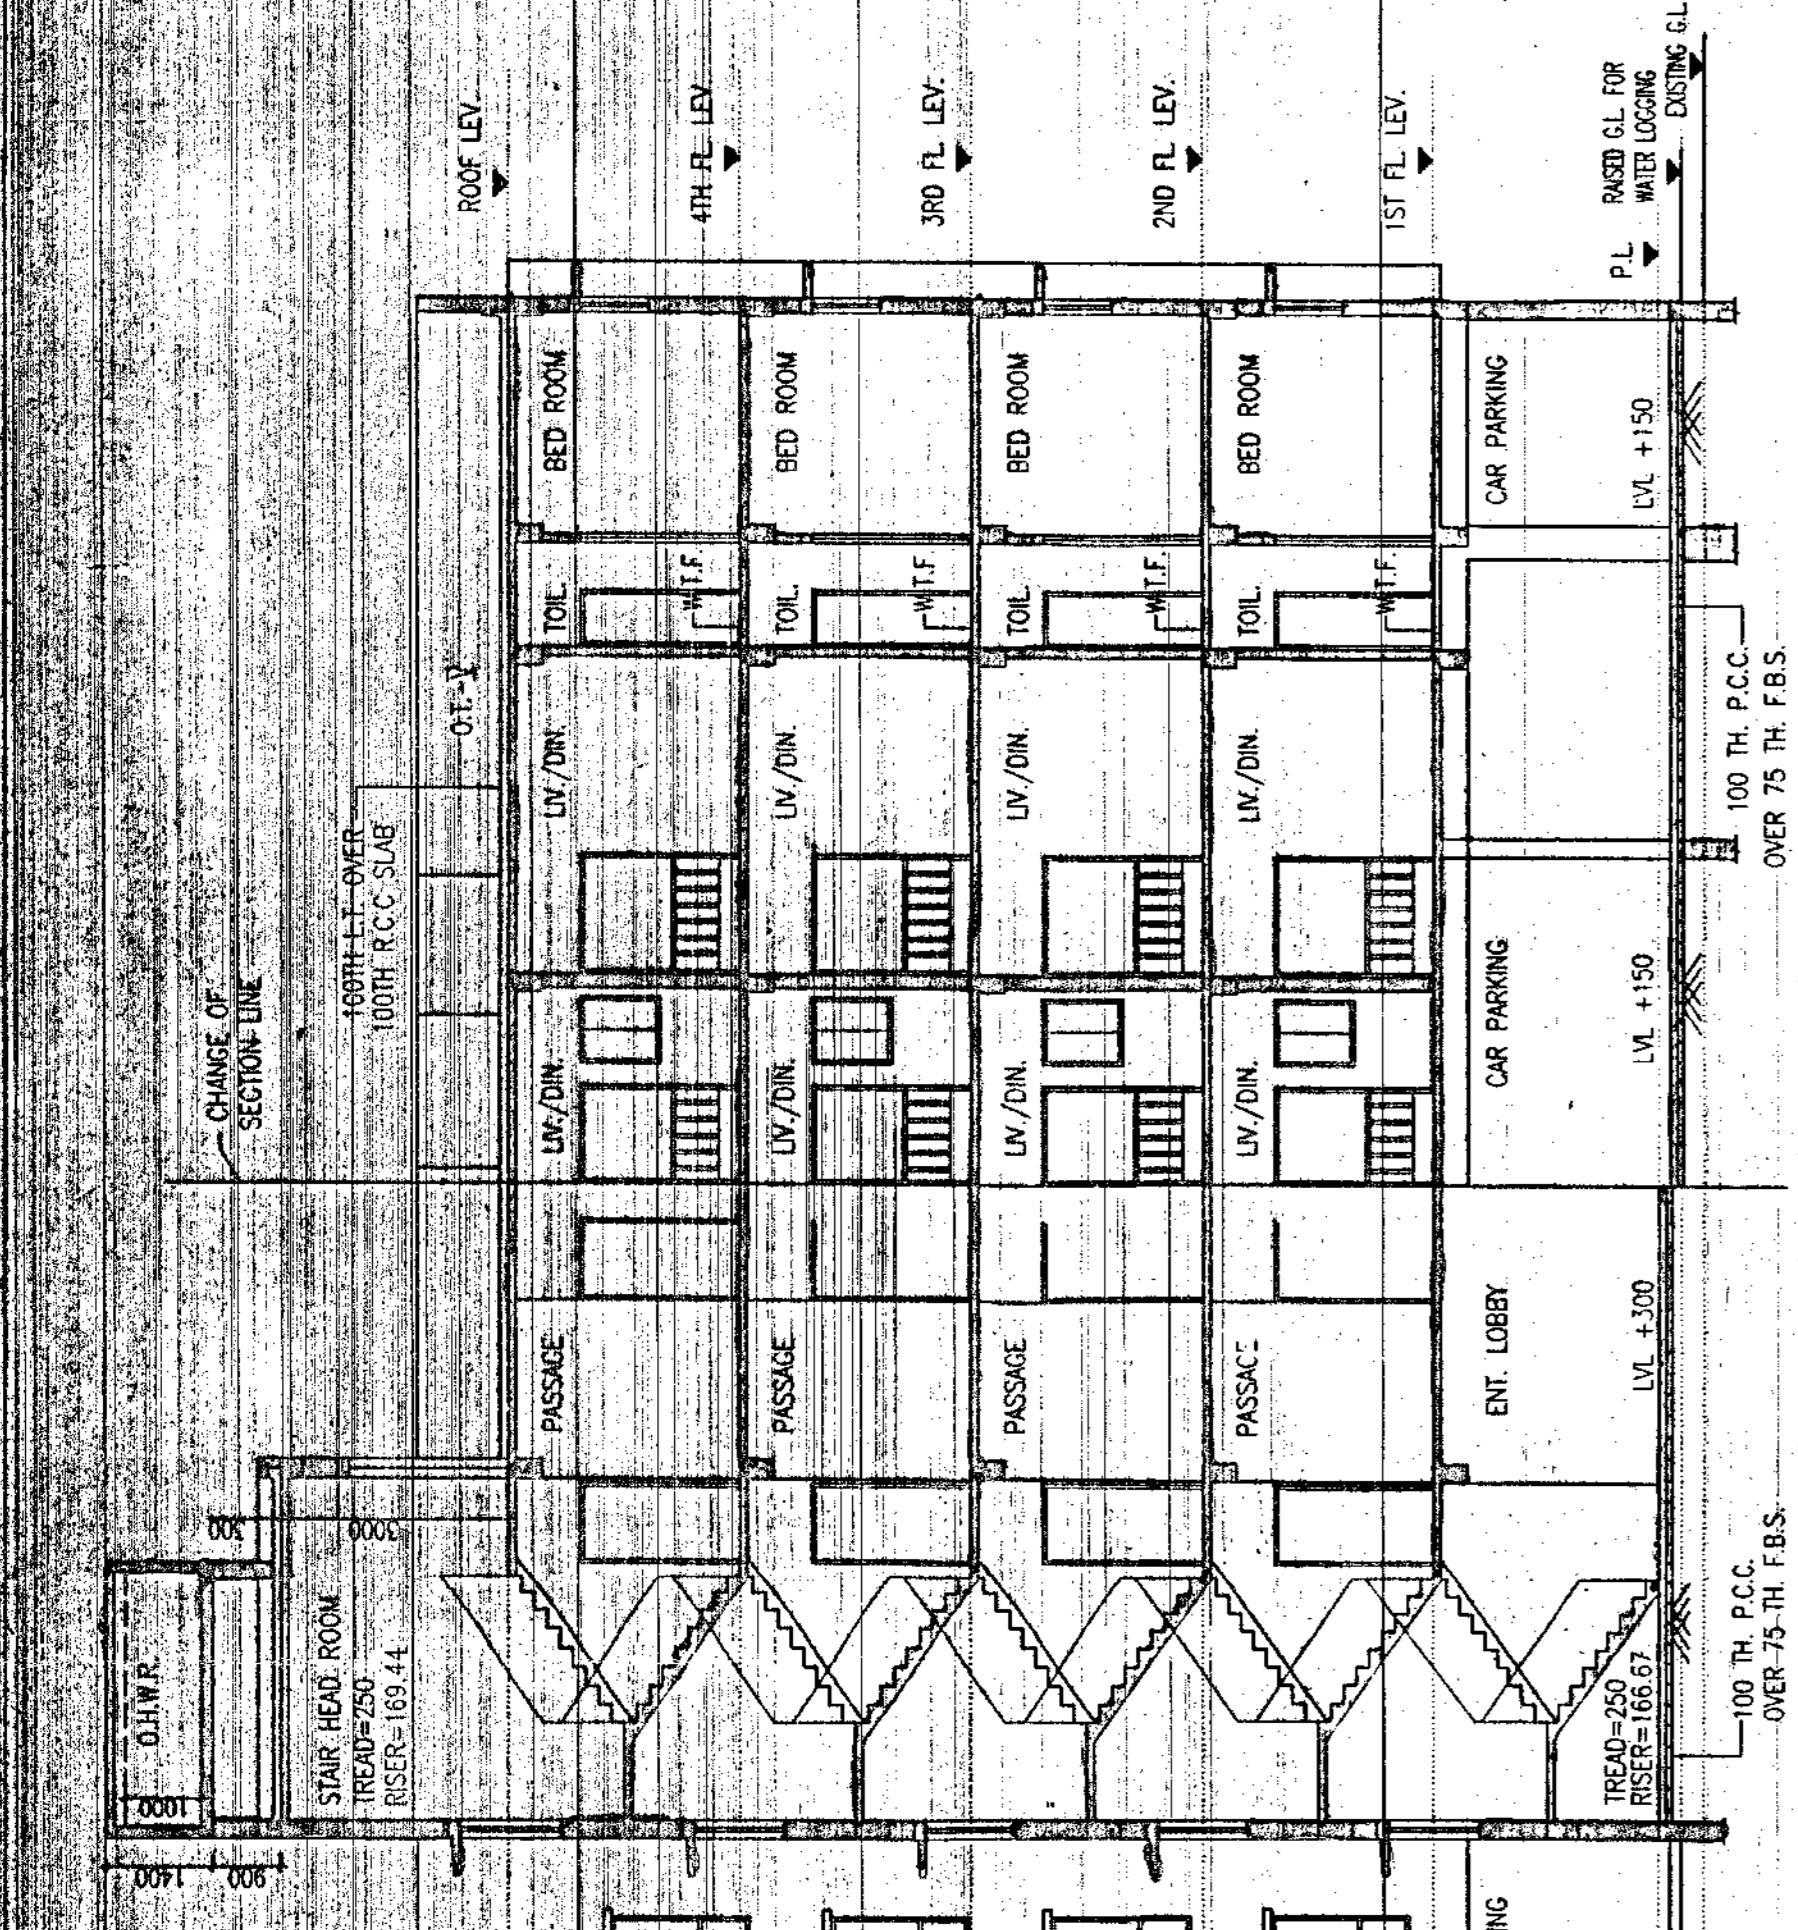 O.H.W.R.
1000
1400
900
300
3000
STAIR HEAD ROOM
TREAD=250
RISER=169.44
CHANGE OF
SECTION LINE
100TH L.T. OVER
100TH R.C.C SLAB
O.T.-
ROOF LEV.
PASSAGE
LIV./DIN.
LIV./DIN.
TOIL.
W.T.F.
BED ROOM
4TH FL. LEV.
PASSAGE
LIV./DIN.
LIV./DIN.
TOIL.
W.T.F.
BED ROOM
3RD FL. LEV.
PASSAGE
LIV./DIN.
LIV./DIN.
TOIL.
W.T.F.
BED ROOM
2ND FL. LEV.
PASSAGE
LIV./DIN.
LIV./DIN.
TOIL.
W.T.F.
BED ROOM
1ST FL. LEV.
ENT. LOBBY
LVL +300
CAR PARKING
LVL +150
CAR PARKING
LVL +150
P.L
RAISED G.L. FOR
WATER LOGGING
EXISTING G.L
TREAD=250
RISER=166.67
100 TH. P.C.C.
OVER 75 TH. F.B.S.
100 TH. P.C.C.
OVER 75 TH. F.B.S.
NG